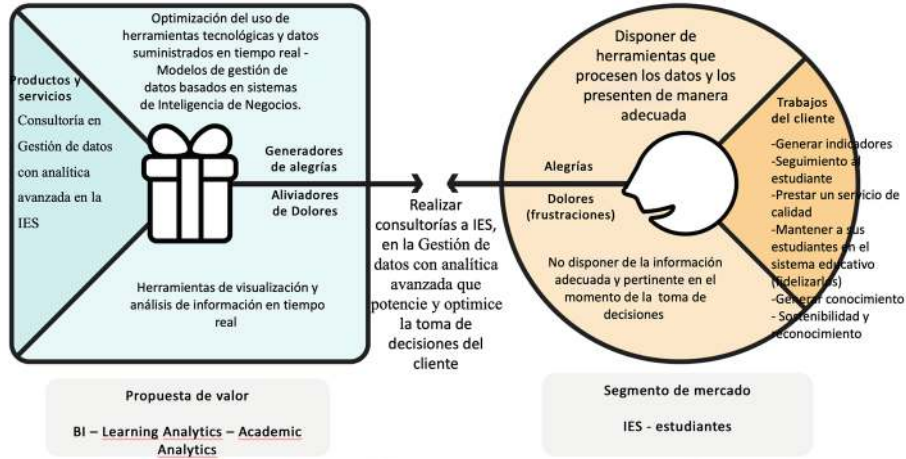 Optimización del uso de
herramientas tecnológicas y datos
suministrados en tiempo real -
Modelos de gestión de
datos basados en sistemas
de Inteligencia de Negocios.
Productos y
servicios
Consultoría en
Gestión de datos
con analítica
avanzada en la
IES
Generadores
de alegrías
Aliviadores
de Dolores
Herramientas de visualización y
análisis de información en tiempo
real
Realizar
consultorías a IES,
en la Gestión de
datos con analítica
avanzada que
potencie y optimice
la toma de
decisiones del
cliente
Disponer de
herramientas que
procesen los datos y los
presenten de manera
adecuada
Alegrías
Dolores
(frustraciones)
No disponer de la información
adecuada y pertinente en el
momento de la toma de
decisiones
Trabajos
del cliente
-Generar indicadores
-Seguimiento al
estudiante
-Prestar un servicio de
calidad
-Mantener a sus
estudiantes en el
sistema educativo
(fidelizarlos)
-Generar conocimiento
- Sostenibilidad y
reconocimiento
Propuesta de valor
BI – Learning Analytics – Academic
Analytics
Segmento de mercado
IES - estudiantes